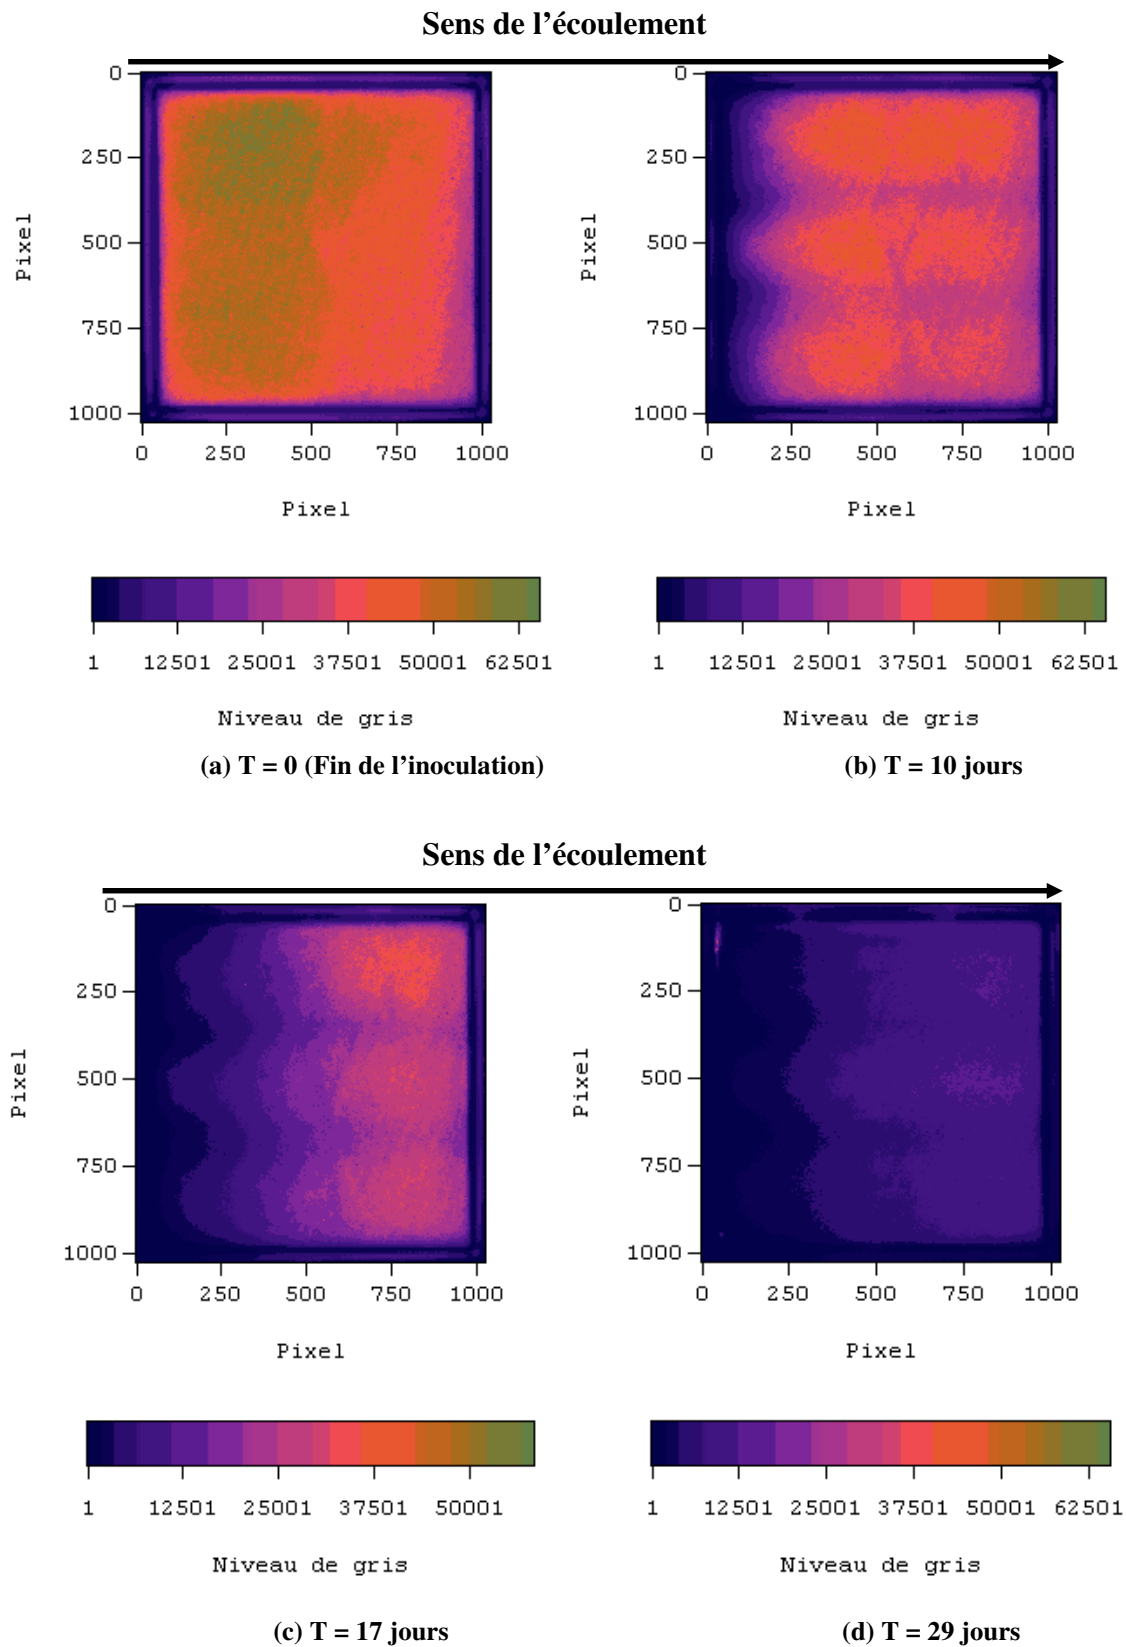 Sens de l’écoulement
0 0
250 250
Pixel Pixel
500 500
750 750
1000 1000
0 250 500 750 1000 0 250 500 750 1000
Pixel Pixel
1 12501 25001 37501 50001 62501 1 12501 25001 37501 50001 62501
Niveau de gris Niveau de gris
(a) T = 0 (Fin de l’inoculation) (b) T = 10 jours
Sens de l’écoulement
0 0
250 250
Pixel Pixel
500 500
750 750
1000 1000
0 250 500 750 1000 0 250 500 750 1000
Pixel Pixel
1 12501 25001 37501 50001 1 12501 25001 37501 50001 62501
Niveau de gris Niveau de gris
(c) T = 17 jours (d) T = 29 jours